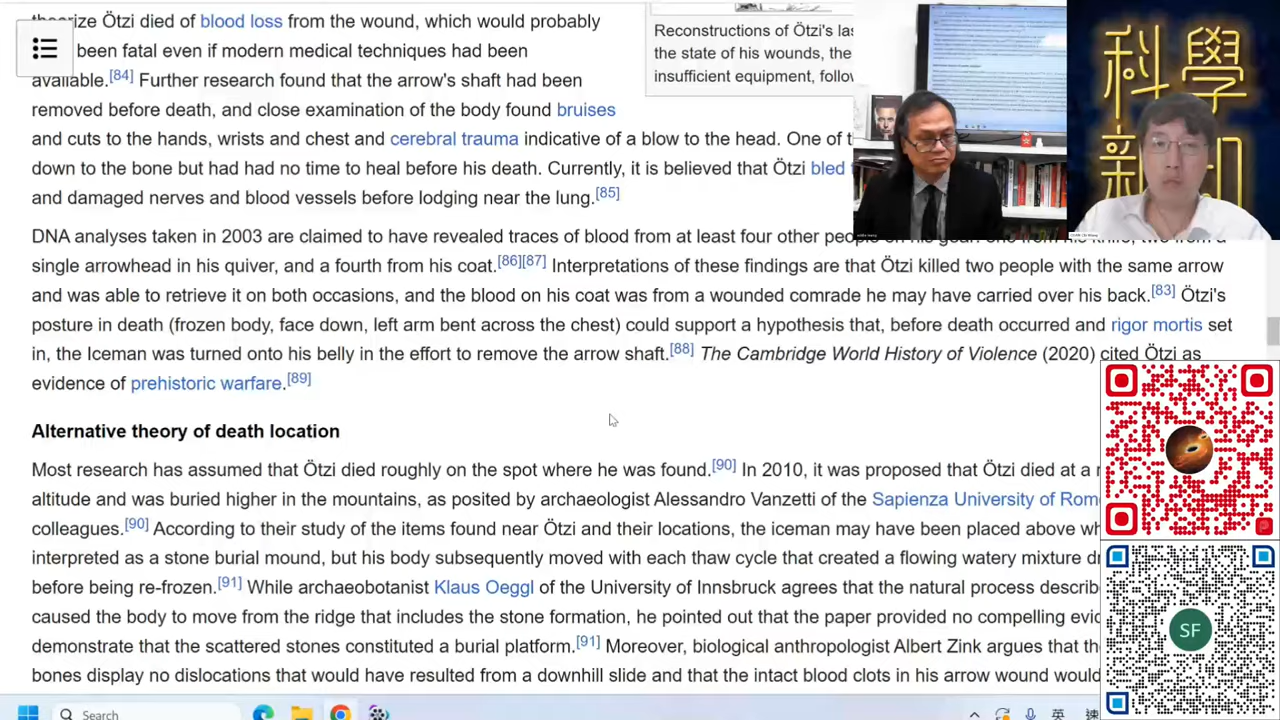 theorize Ötzi died of blood loss from the wound, which would probably
been fatal even if modern medical techniques had been
available.[84] Further research found that the arrow's shaft had been
removed before death, and close examination of the body found bruises
and cuts to the hands, wrists and chest and cerebral trauma indicative of a blow to the head. One of t
down to the bone but had had no time to heal before his death. Currently, it is believed that Ötzi bled
and damaged nerves and blood vessels before lodging near the lung.[85]
DNA analyses taken in 2003 are claimed to have revealed traces of blood from at least four other people on his gear: one from his knife, two from a
single arrowhead in his quiver, and a fourth from his coat.[86][87] Interpretations of these findings are that Ötzi killed two people with the same arrow
and was able to retrieve it on both occasions, and the blood on his coat was from a wounded comrade he may have carried over his back.[83] Ötzi's
posture in death (frozen body, face down, left arm bent across the chest) could support a hypothesis that, before death occurred and rigor mortis set
in, the Iceman was turned onto his belly in the effort to remove the arrow shaft.[88] The Cambridge World History of Violence (2020) cited Ötzi as
evidence of prehistoric warfare.[89]
Alternative theory of death location
Most research has assumed that Ötzi died roughly on the spot where he was found.[90] In 2010, it was proposed that Ötzi died at a
altitude and was buried higher in the mountains, as posited by archaeologist Alessandro Vanzetti of the Sapienza University of Rome
colleagues.[90] According to their study of the items found near Ötzi and their locations, the iceman may have been placed above wh
interpreted as a stone burial mound, but his body was subsequently moved with each thaw cycle that created a flowing watery mixture dr
before being re-frozen.[91] While archaeobotanist Klaus Oeggl of the University of Innsbruck agrees that the natural process describe
caused the body to move from the ridge that includes the stone formation, he pointed out that the paper provided no compelling evid
demonstrate that the scattered stones constituted a burial platform.[91] Moreover, biological anthropologist Albert Zink argues that the
bones display no dislocations that would have resulted from a downhill slide and that the intact blood clots in his arrow wound would
Reconstructions of Ötzi's las
wounds, the
insufficient equipment, follow
科學
新知
SF
Search
英